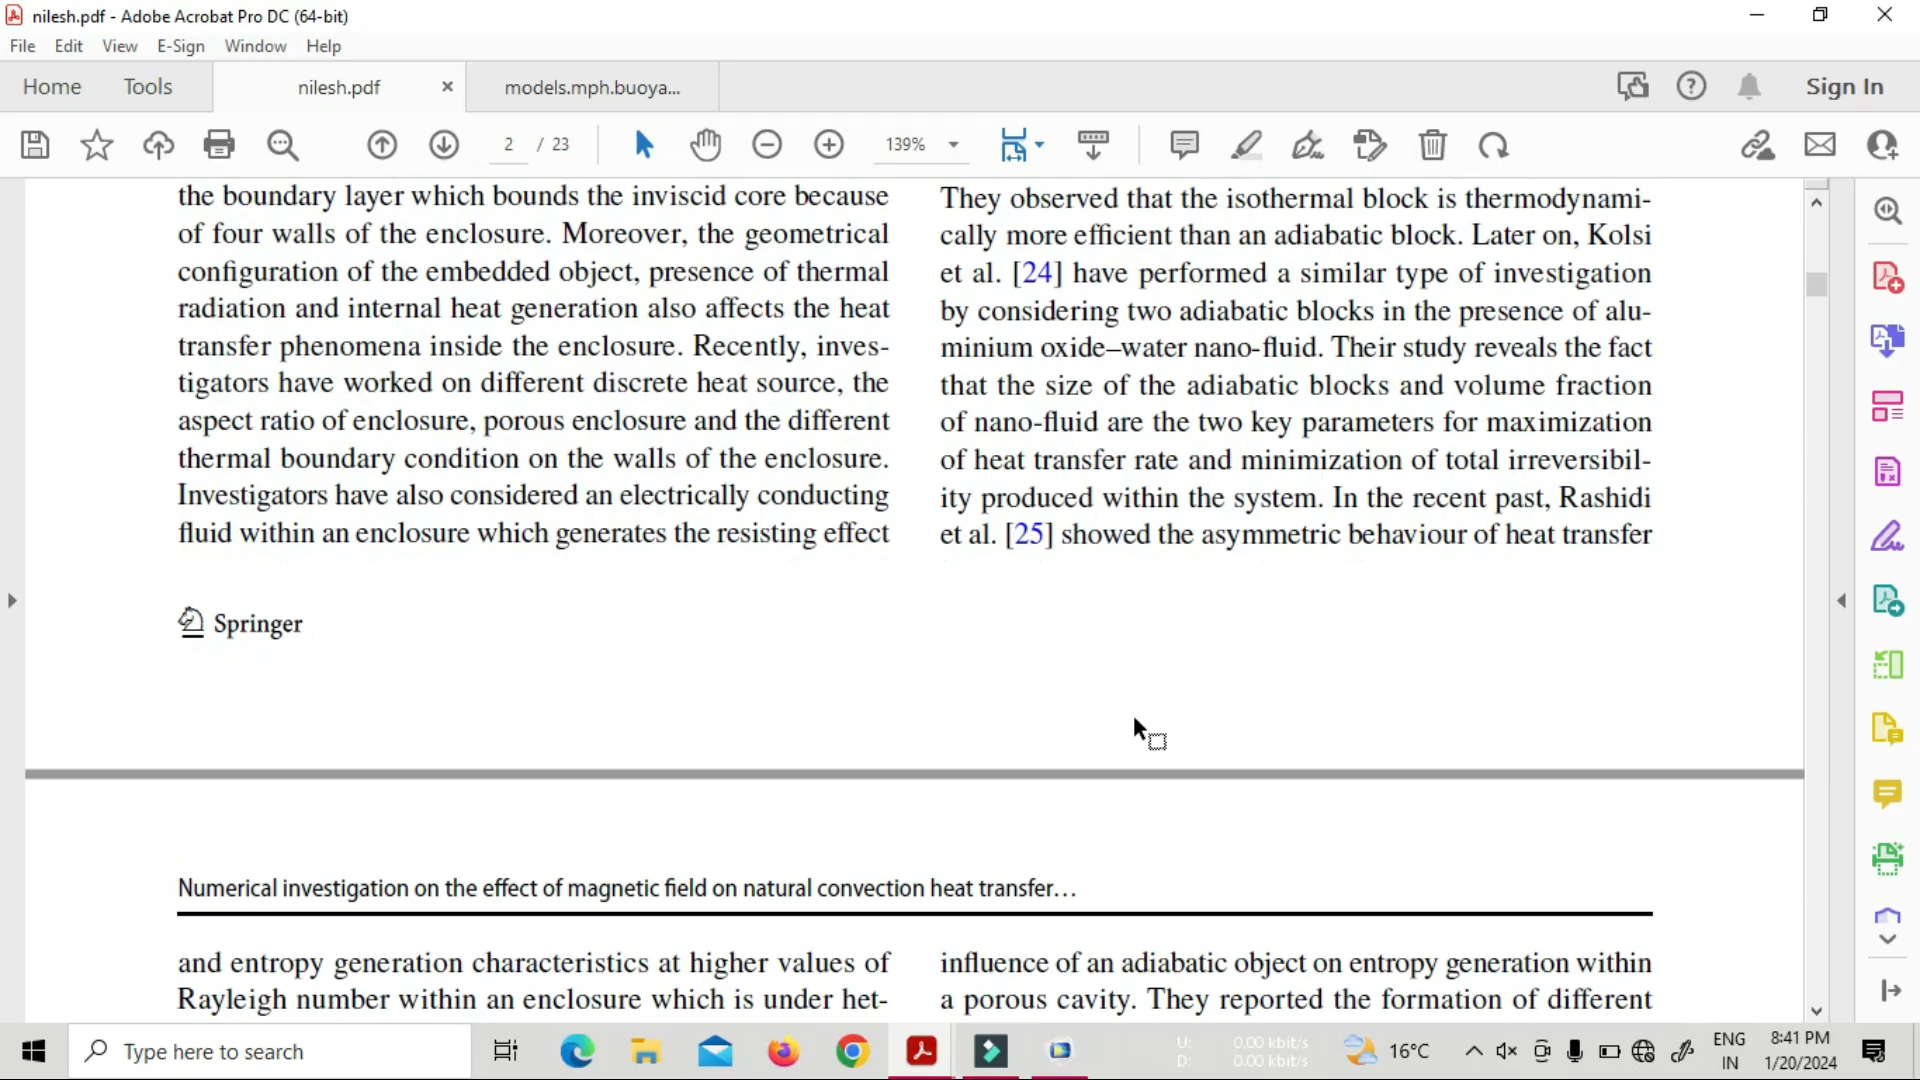 nilesh.pdf - Adobe Acrobat Pro DC (64-bit)
File Edit View E-Sign Window Help
Home Tools nilesh.pdf models.mph.buoya... Sign In
2 / 23 139%
the boundary layer which bounds the inviscid core because
of four walls of the enclosure. Moreover, the geometrical
configuration of the embedded object, presence of thermal
radiation and internal heat generation also affects the heat
transfer phenomena inside the enclosure. Recently, inves-
tigators have worked on different discrete heat source, the
aspect ratio of enclosure, porous enclosure and the different
thermal boundary condition on the walls of the enclosure.
Investigators have also considered an electrically conducting
fluid within an enclosure which generates the resisting effect
They observed that the isothermal block is thermodynami-
cally more efficient than an adiabatic block. Later on, Kolsi
et al. [24] have performed a similar type of investigation
by considering two adiabatic blocks in the presence of alu-
minium oxide–water nano-fluid. Their study reveals the fact
that the size of the adiabatic blocks and volume fraction
of nano-fluid are the two key parameters for maximization
of heat transfer rate and minimization of total irreversibil-
ity produced within the system. In the recent past, Rashidi
et al. [25] showed the asymmetric behaviour of heat transfer
Springer
Numerical investigation on the effect of magnetic field on natural convection heat transfer…
and entropy generation characteristics at higher values of
Rayleigh number within an enclosure which is under het-
influence of an adiabatic object on entropy generation within
a porous cavity. They reported the formation of different
Type here to search
U: 0.00 kbit/s
D: 0.00 kbit/s
16°C
ENG
IN
8:41 PM
1/20/2024